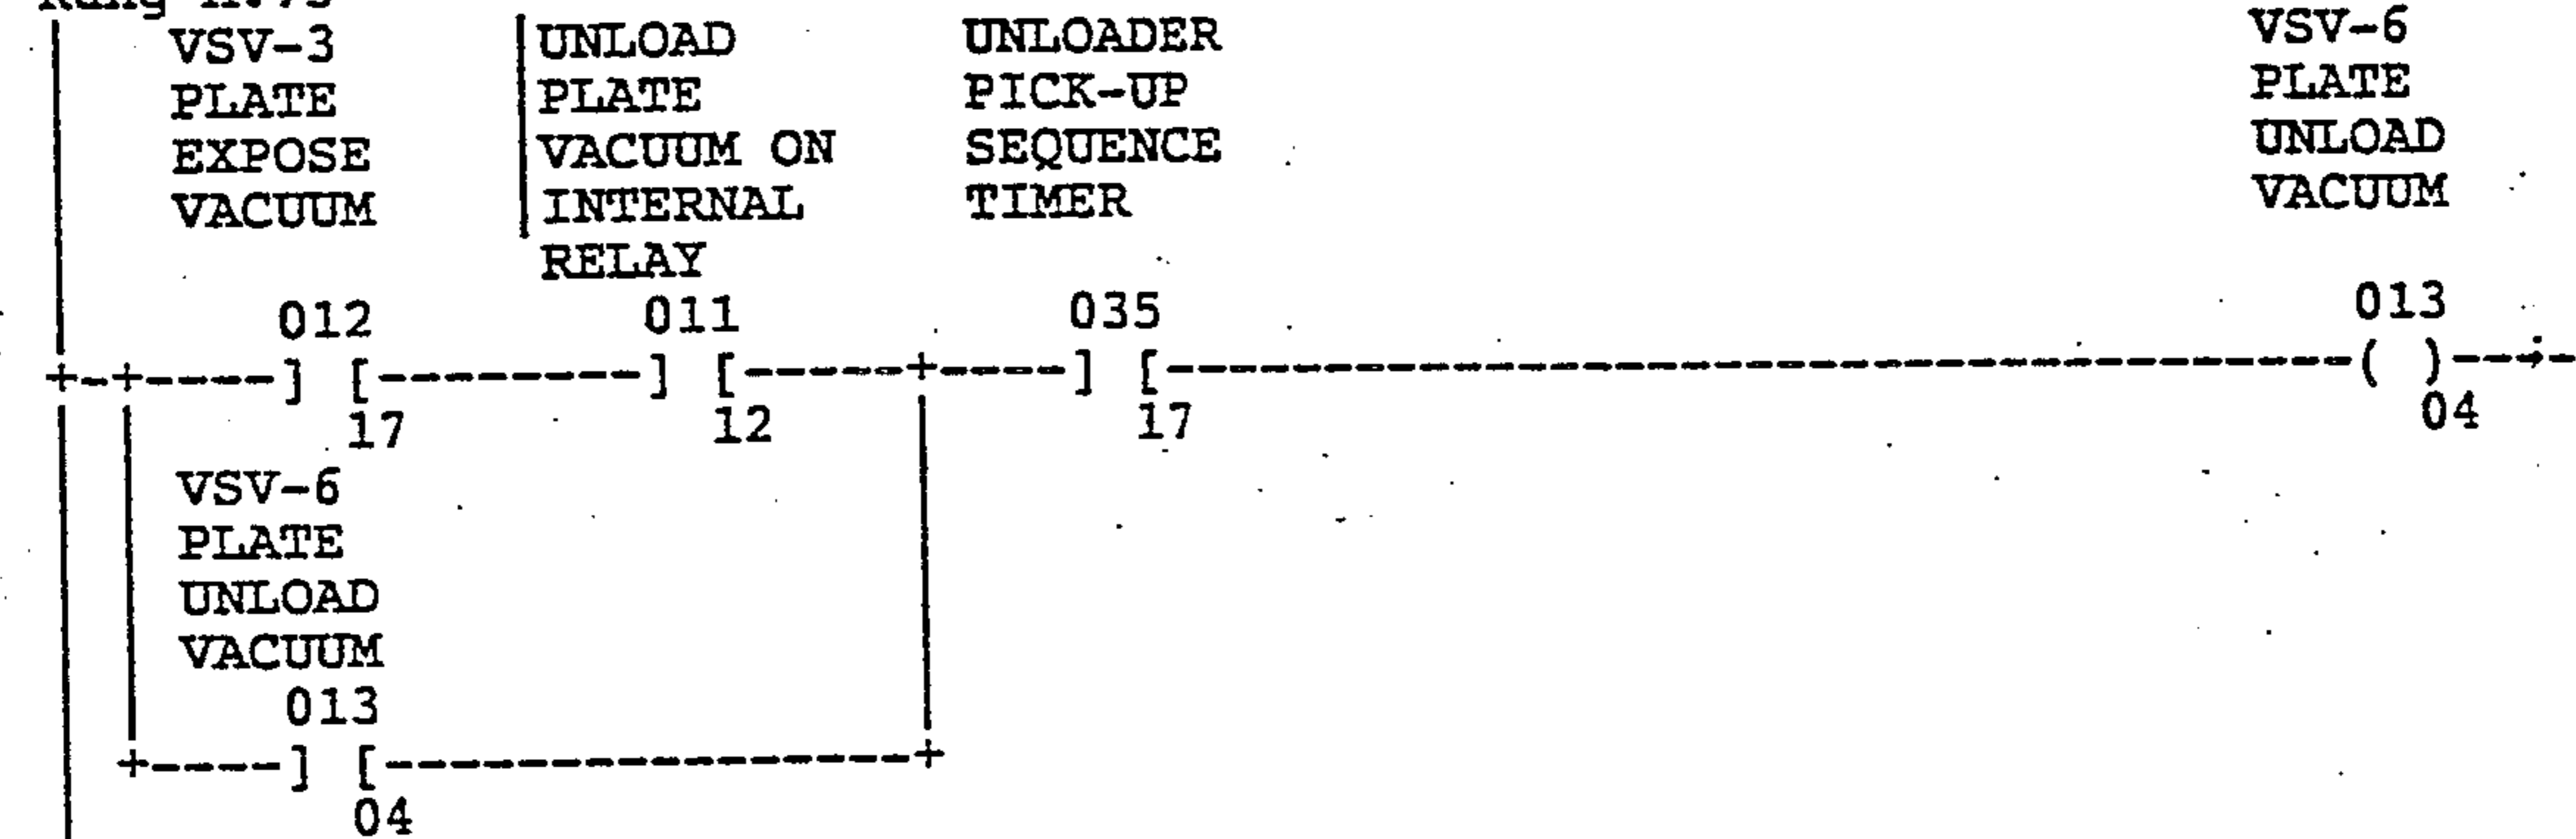 VSV-3 UNLOAD UNLOADER VSV-6
PLATE PLATE PICK-UP PLATE
EXPOSE VACUUM ON SEQUENCE UNLOAD
VACUUM INTERNAL TIMER VACUUM
RELAY
012 011 035 013
+-+-----] [---------] [-----+----] [-------------------------------------( )---
17 12 17 04
VSV-6
PLATE
UNLOAD
VACUUM
013
+----] [-----------------+
04